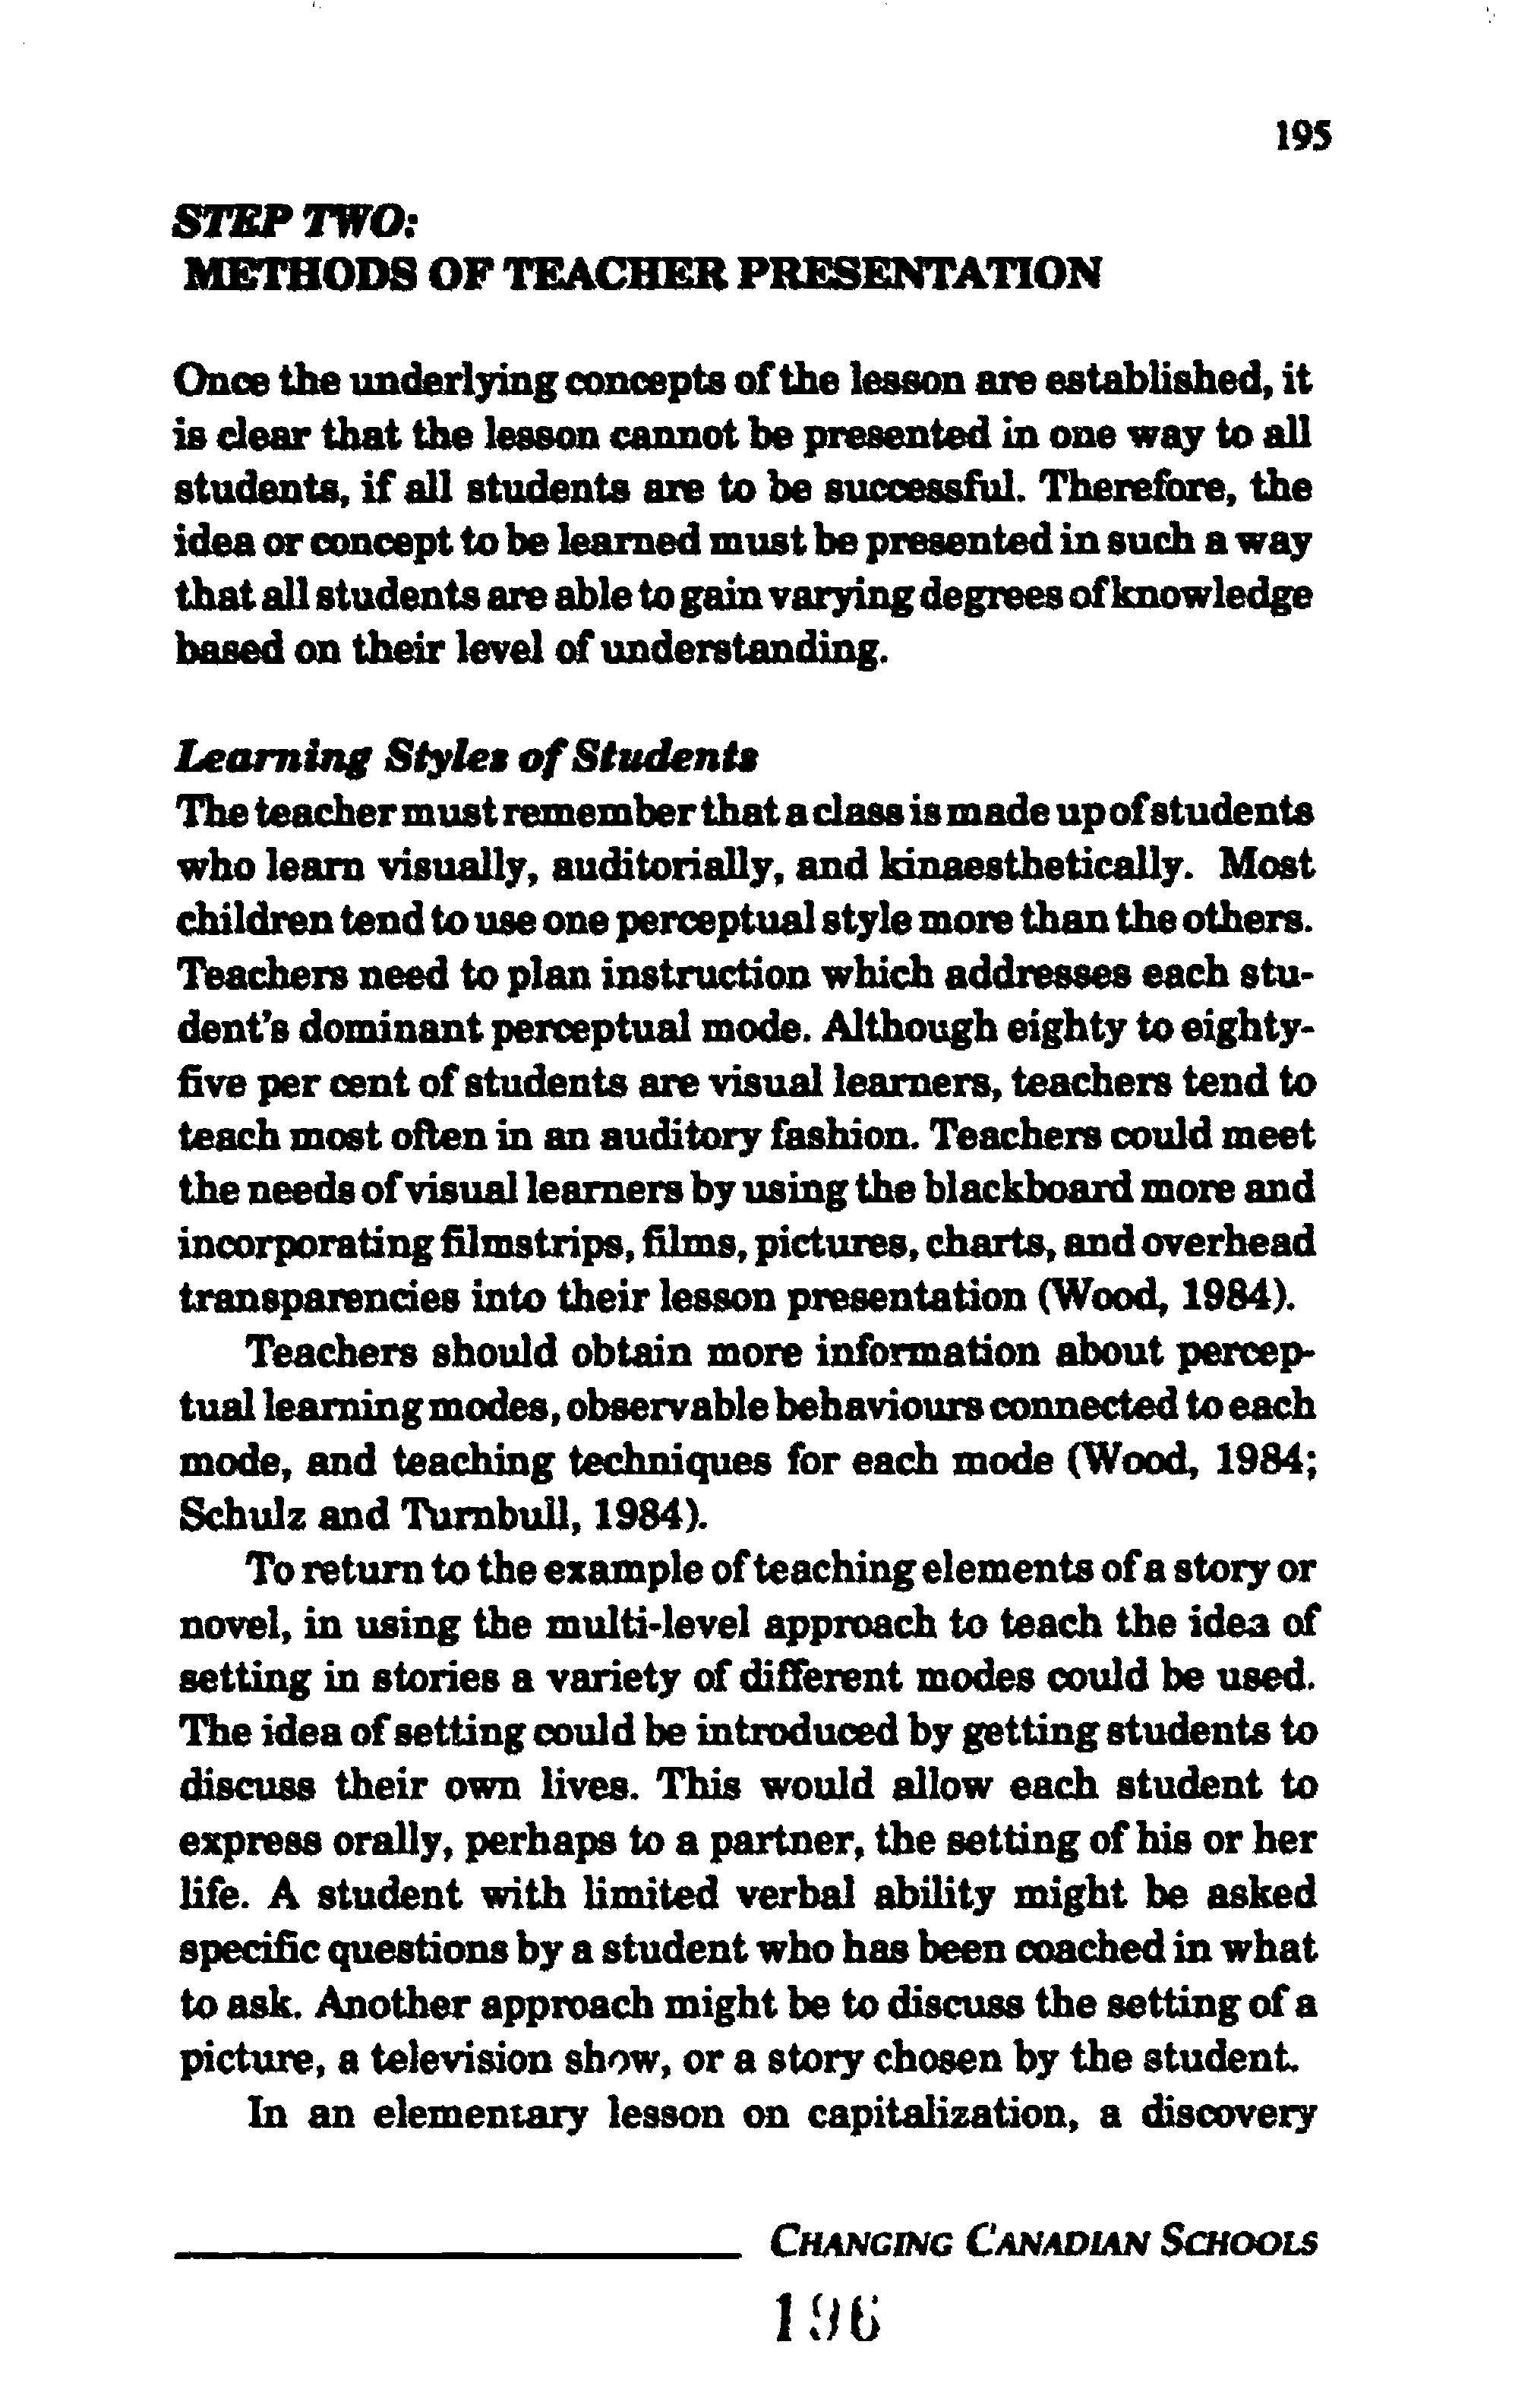 195
STEP TWO:
METHODS OF TEACHER PRESENTATION
Once the underlying concepts of the lesson are established, it
is clear that the lesson cannot be presented in one way to all
students, if all students are to be successful. Therefore, the
idea or concept to be learned must be presented in such a way
that all students are able to gain varying degrees of knowledge
based on their level of understanding.
Learning Styles of Students
The teacher must remember that a class is made up of students
who learn visually, auditorially, and kinaesthetically. Most
children tend to use one perceptual style more than the others.
Teachers need to plan instruction which addresses each stu-
dent's dominant perceptual mode. Although eighty to eighty-
five per cent of students are visual learners, teachers tend to
teach most often in an auditory fashion. Teachers could meet
the needs of visual learners by using the blackboard more and
incorporating filmstrips, films, pictures, charts, and overhead
transparencies into their lesson presentation (Wood, 1984).
Teachers should obtain more information about percep-
tual learning modes, observable behaviours connected to each
mode, and teaching techniques for each mode (Wood, 1984;
Schulz and Turnbull, 1984).
To return to the example of teaching elements of a story or
novel, in using the multi-level approach to teach the idea of
setting in stories a variety of different modes could be used.
The idea of setting could be introduced by getting students to
discuss their own lives. This would allow each student to
express orally, perhaps to a partner, the setting of his or her
life. A student with limited verbal ability might be asked
specific questions by a student who has been coached in what
to ask. Another approach might be to discuss the setting of a
picture, a television show, or a story chosen by the student.
In an elementary lesson on capitalization, a discovery
CHANGING CANADIAN SCHOOLS
196